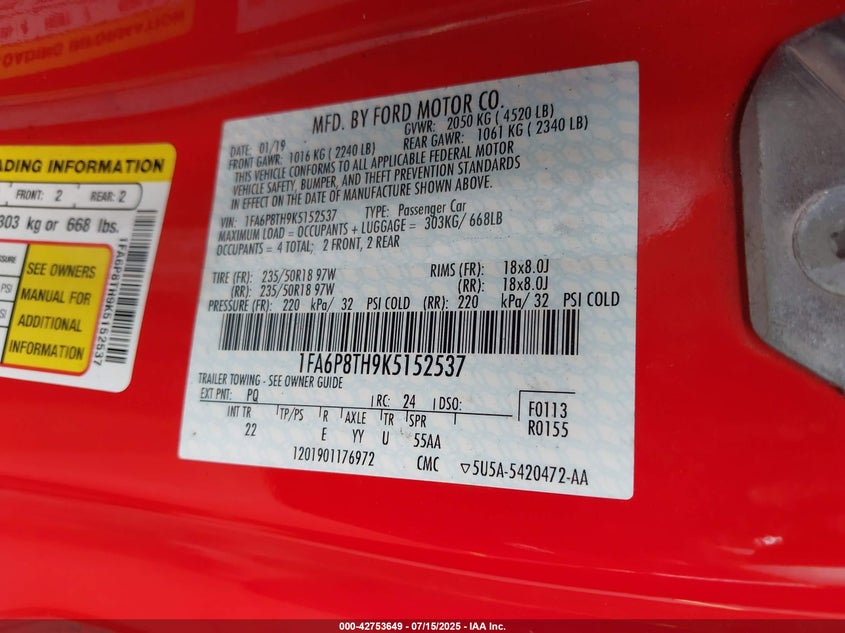 LOADING INFORMATION
ADING INFORMATION
FRONT: 2 REAR: 2
303 kg or 668 lbs.
SEE OWNERS
MANUAL FOR
ADDITIONAL
INFORMATION
PSI
1FA6P8TH9K5152537
MFD. BY FORD MOTOR CO.
DATE: 01/19 GVWR: 2050 KG ( 4520 LB)
FRONT GAWR: 1016 KG ( 2240 LB) REAR GAWR: 1061 KG ( 2340 LB)
THIS VEHICLE CONFORMS TO ALL APPLICABLE FEDERAL MOTOR
VEHICLE SAFETY, BUMPER, AND THEFT PREVENTION STANDARDS
IN EFFECT ON THE DATE OF MANUFACTURE SHOWN ABOVE.
VIN: 1FA6P8TH9K5152537 TYPE: Passenger Car
MAXIMUM LOAD = OCCUPANTS + LUGGAGE = 303KG/ 668LB
OCCUPANTS = 4 TOTAL; 2 FRONT, 2 REAR
TIRE (FR): 235/50R18 97W RIMS (FR): 18x8.0J
(RR): 235/50R18 97W (RR): 18x8.0J
PRESSURE (FR): 220 kPa/ 32 PSI COLD (RR): 220 kPa/ 32 PSI COLD
1FA6P8TH9K5152537
TRAILER TOWING - SEE OWNER GUIDE
EXT PNT: PQ RC: 24 DSO: F0113
INT TR TP/PS R AXLE TR SPR R0155
22 E YY U 55AA
1201901176972 CMC ▽5U5A-5420472-AA
000-42753649 - 07/15/2025 - IAA Inc.